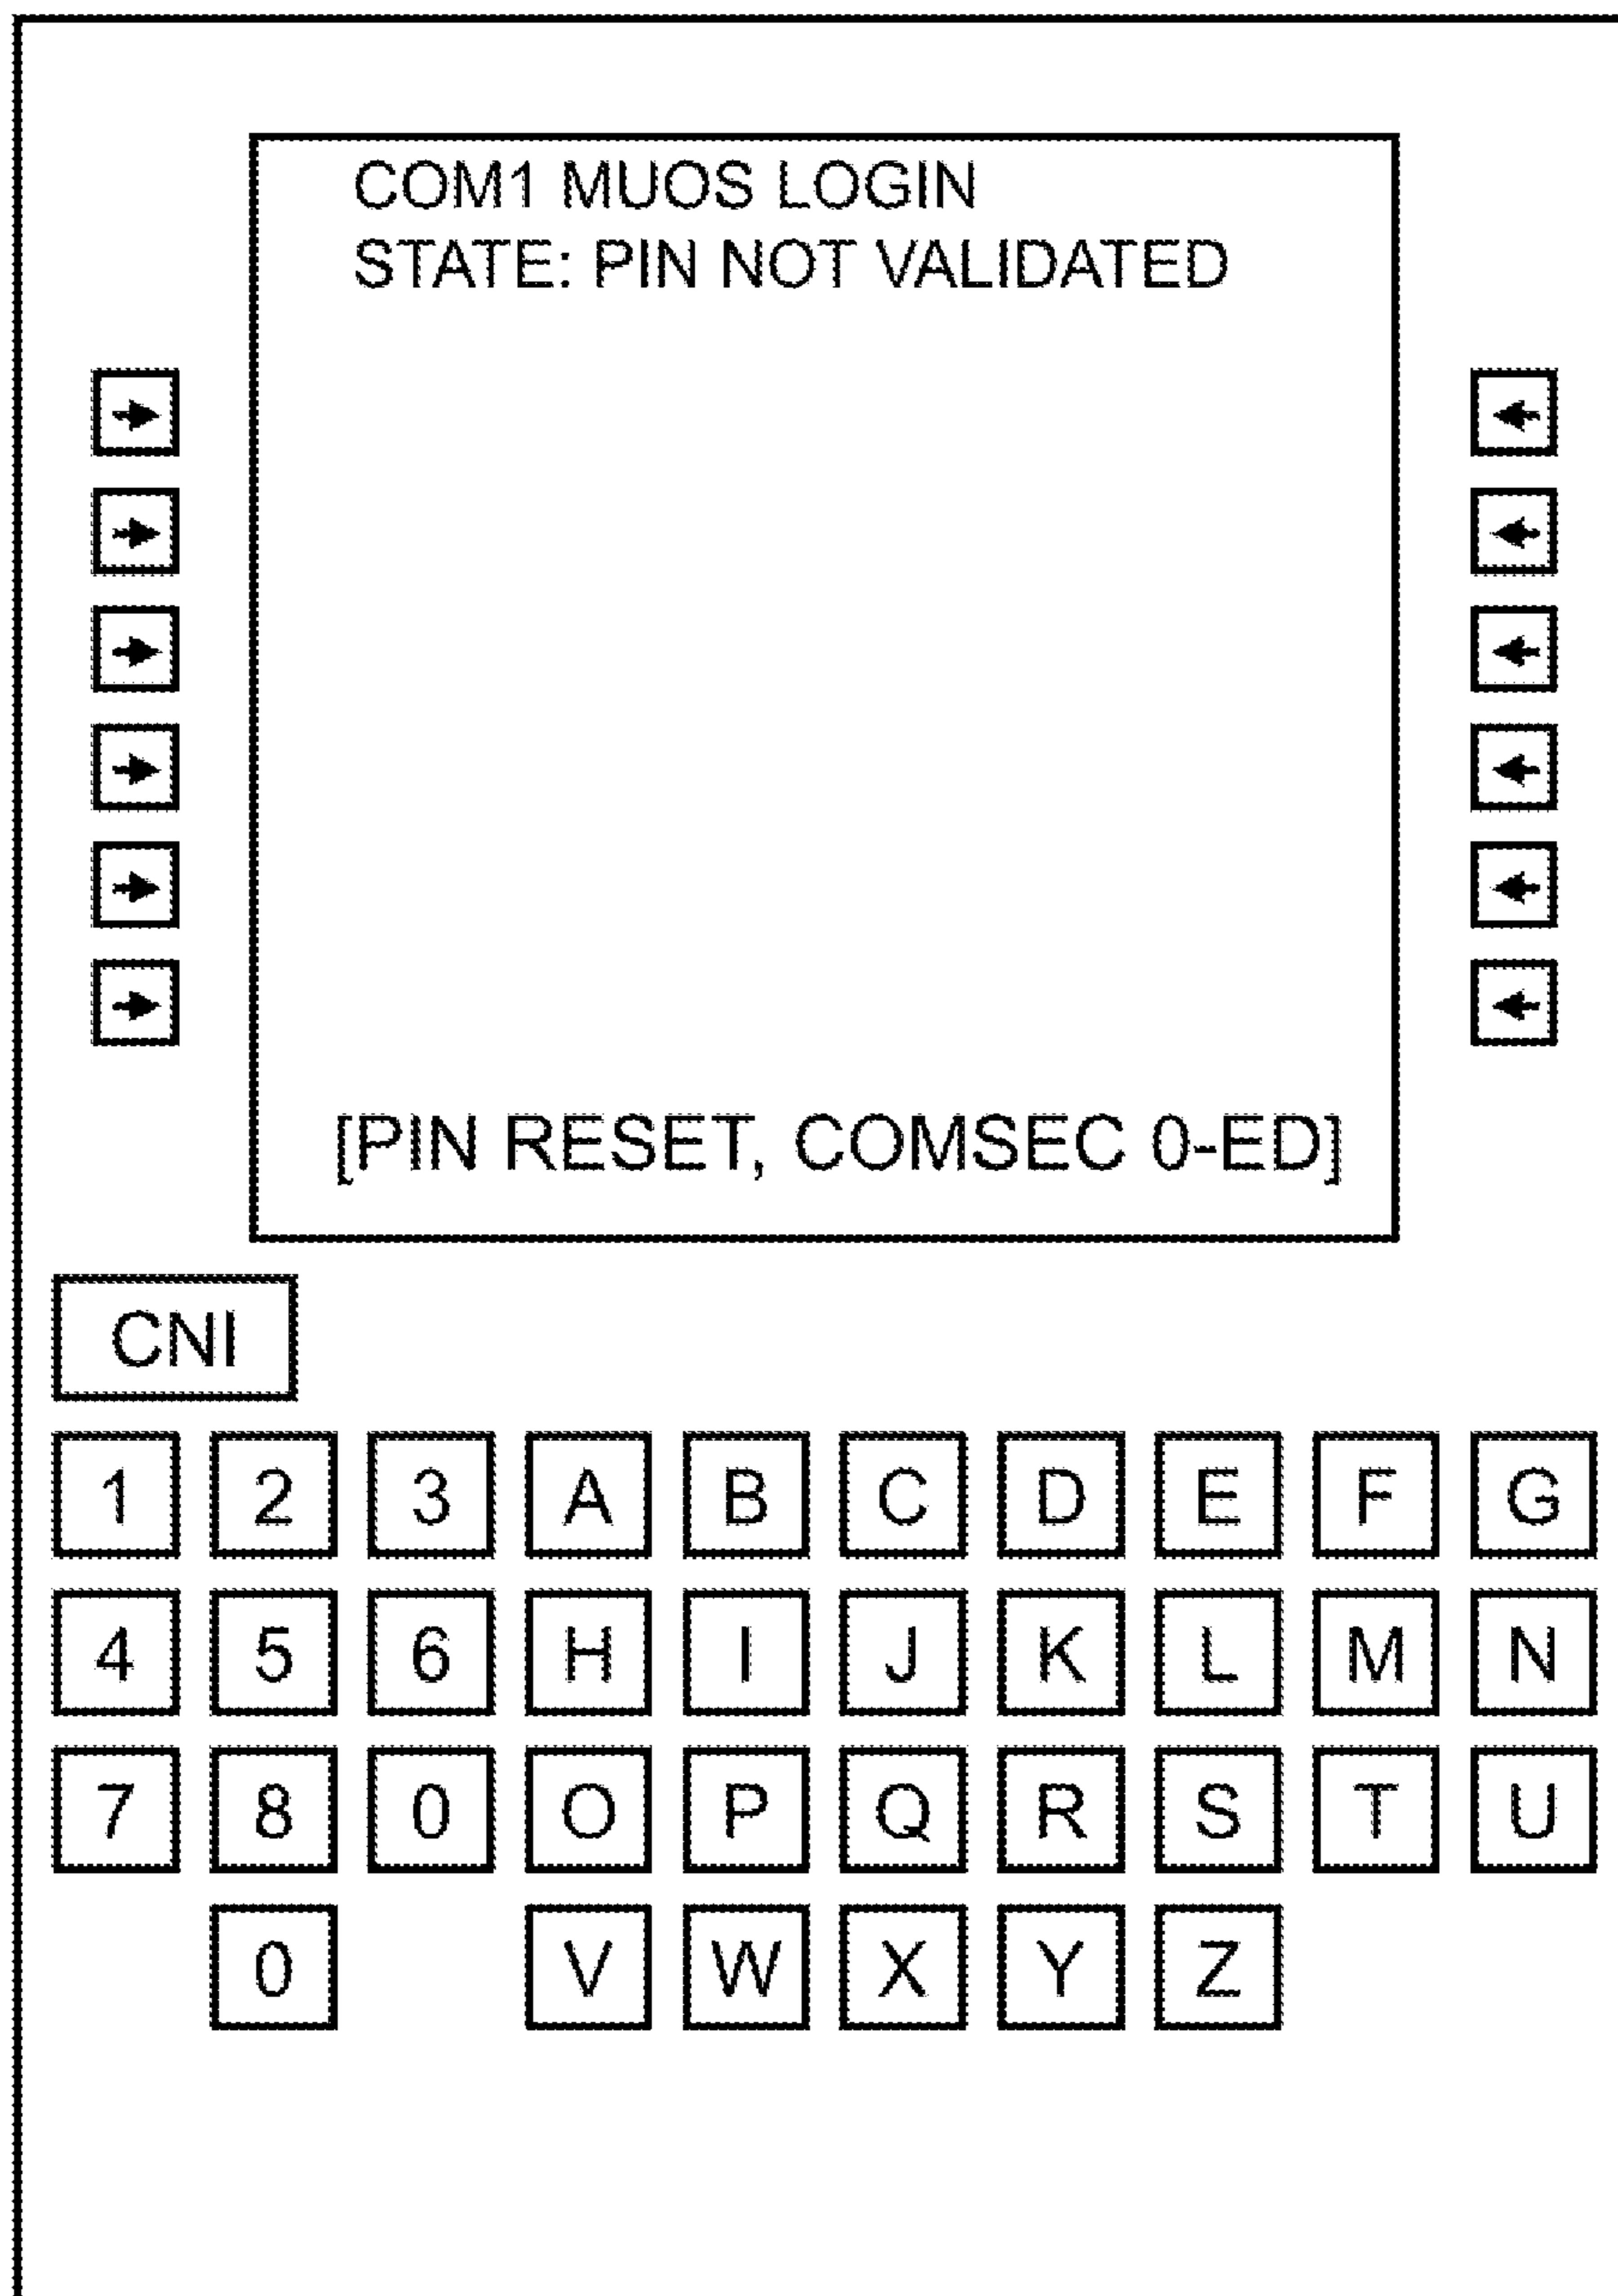 COM1 MUOS LOGIN
STATE: PIN NOT VALIDATED
[PIN RESET, COMSEC 0-ED]
CNI
1 2 3 A B C D E F G
4 5 6 H I J K L M N
7 8 0 O P Q R S T U
0 V W X Y Z